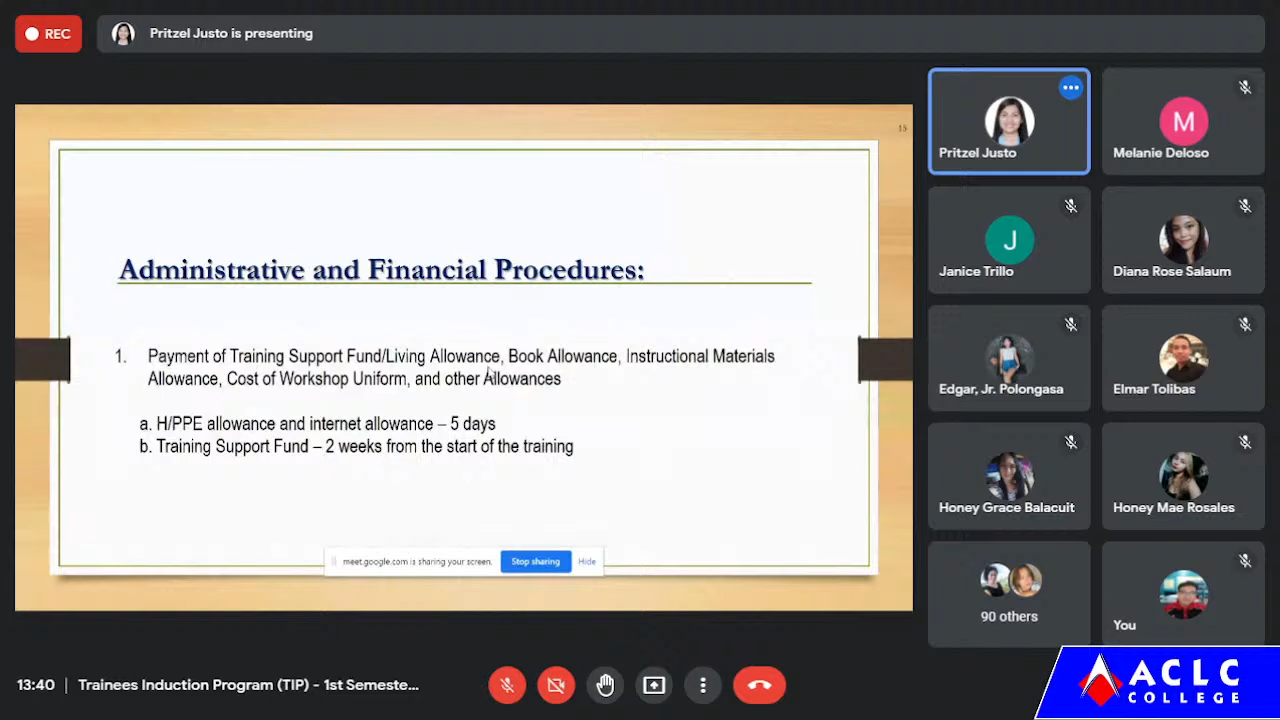 REC
Pritzel Justo is presenting
15
Administrative and Financial Procedures:
1. Payment of Training Support Fund/Living Allowance, Book Allowance, Instructional Materials
Allowance, Cost of Workshop Uniform, and other Allowances
a. H/PPE allowance and internet allowance – 5 days
b. Training Support Fund – 2 weeks from the start of the training
meet.google.com is sharing your screen.
Stop sharing
Hide
Pritzel Justo
M
Melanie Deloso
J
Janice Trillo
Diana Rose Salaum
Edgar, Jr. Polongasa
Elmar Tolibas
Honey Grace Balacuit
Honey Mae Rosales
90 others
You
13:40 | Trainees Induction Program (TIP) - 1st Semeste...
ACLC
COLLEGE